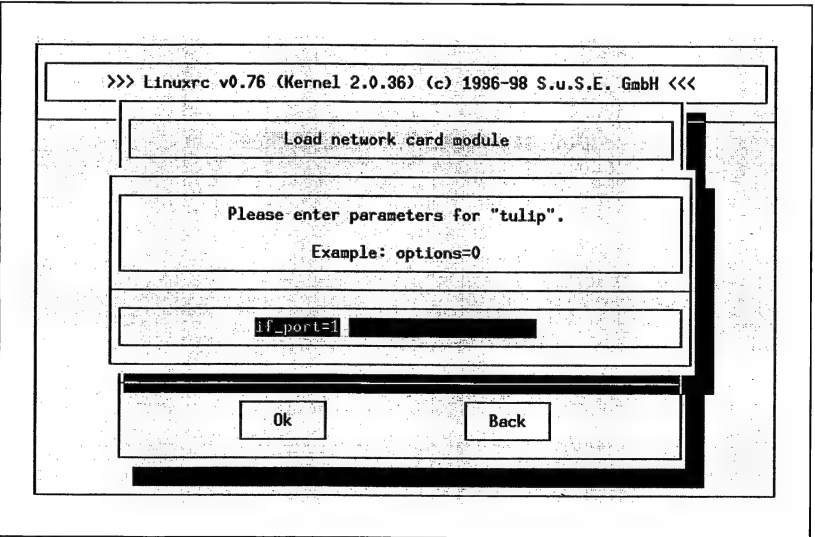 >>> Linuxrc v0.76 (Kernel 2.0.36) (c) 1996-98 S.u.S.E. GmbH <<<
Load network card module
Please enter parameters for "tulip".
Example: options=0
if_port=1
Ok Back